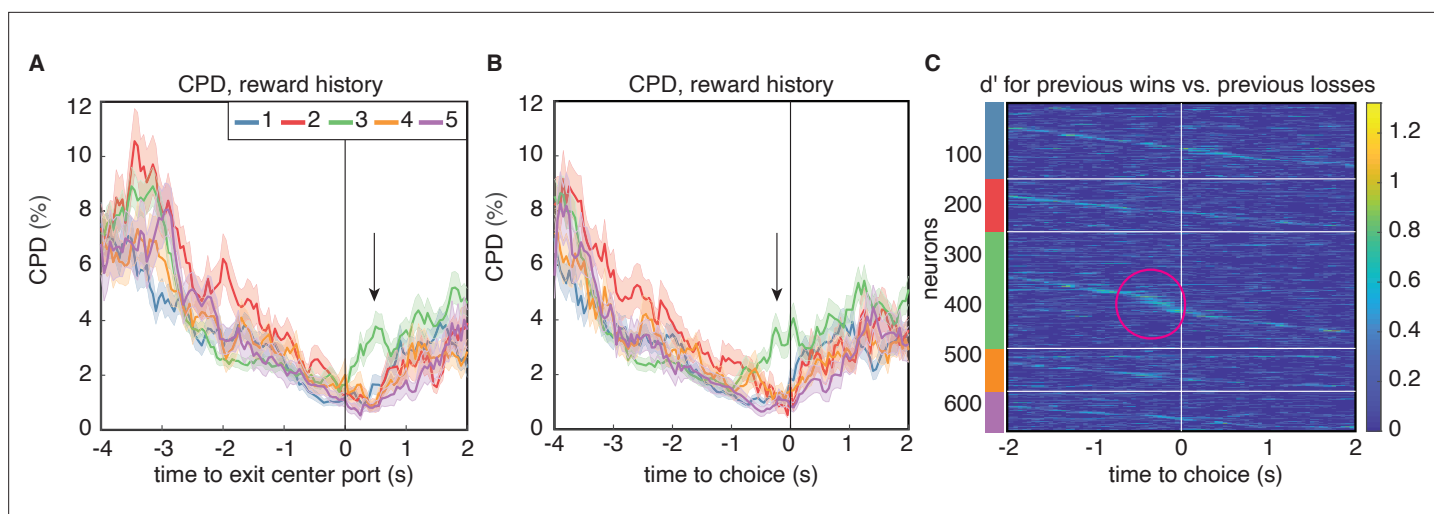 A
CPD, reward history
12
10
8
6
4
2
0
CPD (%)
1 2 3 4 5
-4 -3 -2 -1 0 1 2
time to exit center port (s)
B
CPD, reward history
12
10
8
6
4
2
0
CPD (%)
-4 -3 -2 -1 0 1 2
time to choice (s)
C
d' for previous wins vs. previous losses
neurons
100
200
300
400
500
600
-2 -1 0 1 2
time to choice (s)
1.2
1
0.8
0.6
0.4
0.2
0